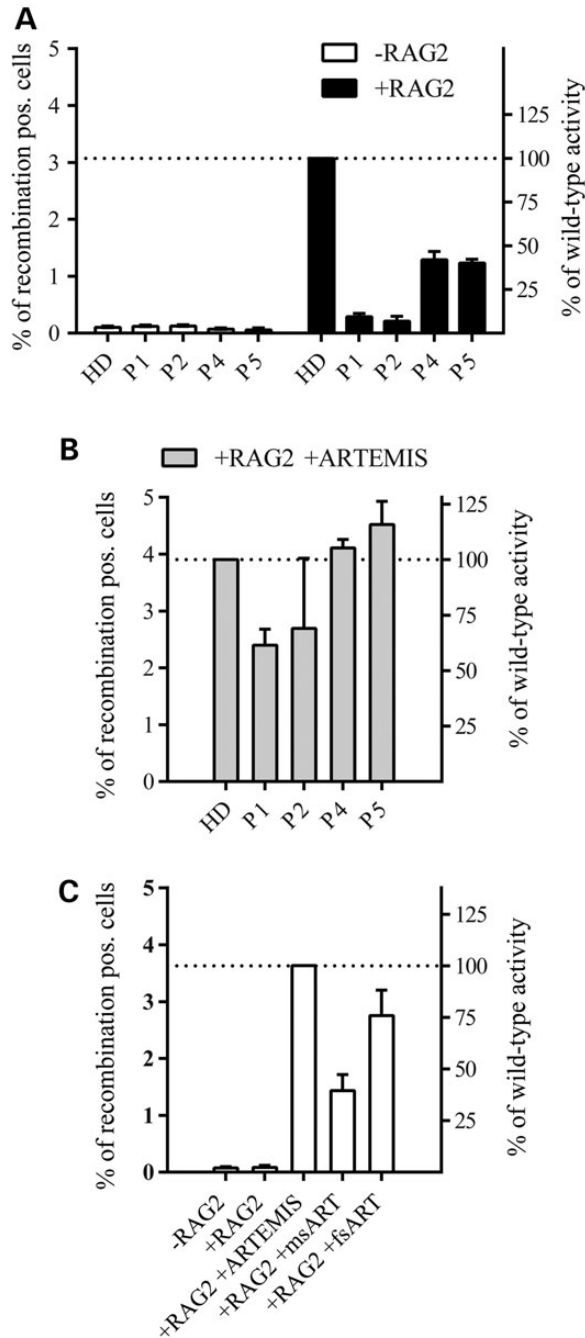 A
-RAG2
+RAG2
% of recombination pos. cells
5
4
3
2
1
0
125
100
75
50
25
% of wild-type activity
HD P1 P2 P4 P5 HD P1 P2 P4 P5
B
+RAG2 +ARTEMIS
% of recombination pos. cells
5
4
3
2
1
0
125
100
75
50
25
% of wild-type activity
HD P1 P2 P4 P5
C
% of recombination pos. cells
5
4
3
2
1
0
125
100
75
50
25
% of wild-type activity
-RAG2
+RAG2
+RAG2 +ARTEMIS
+RAG2 +msART
+RAG2 +fsART